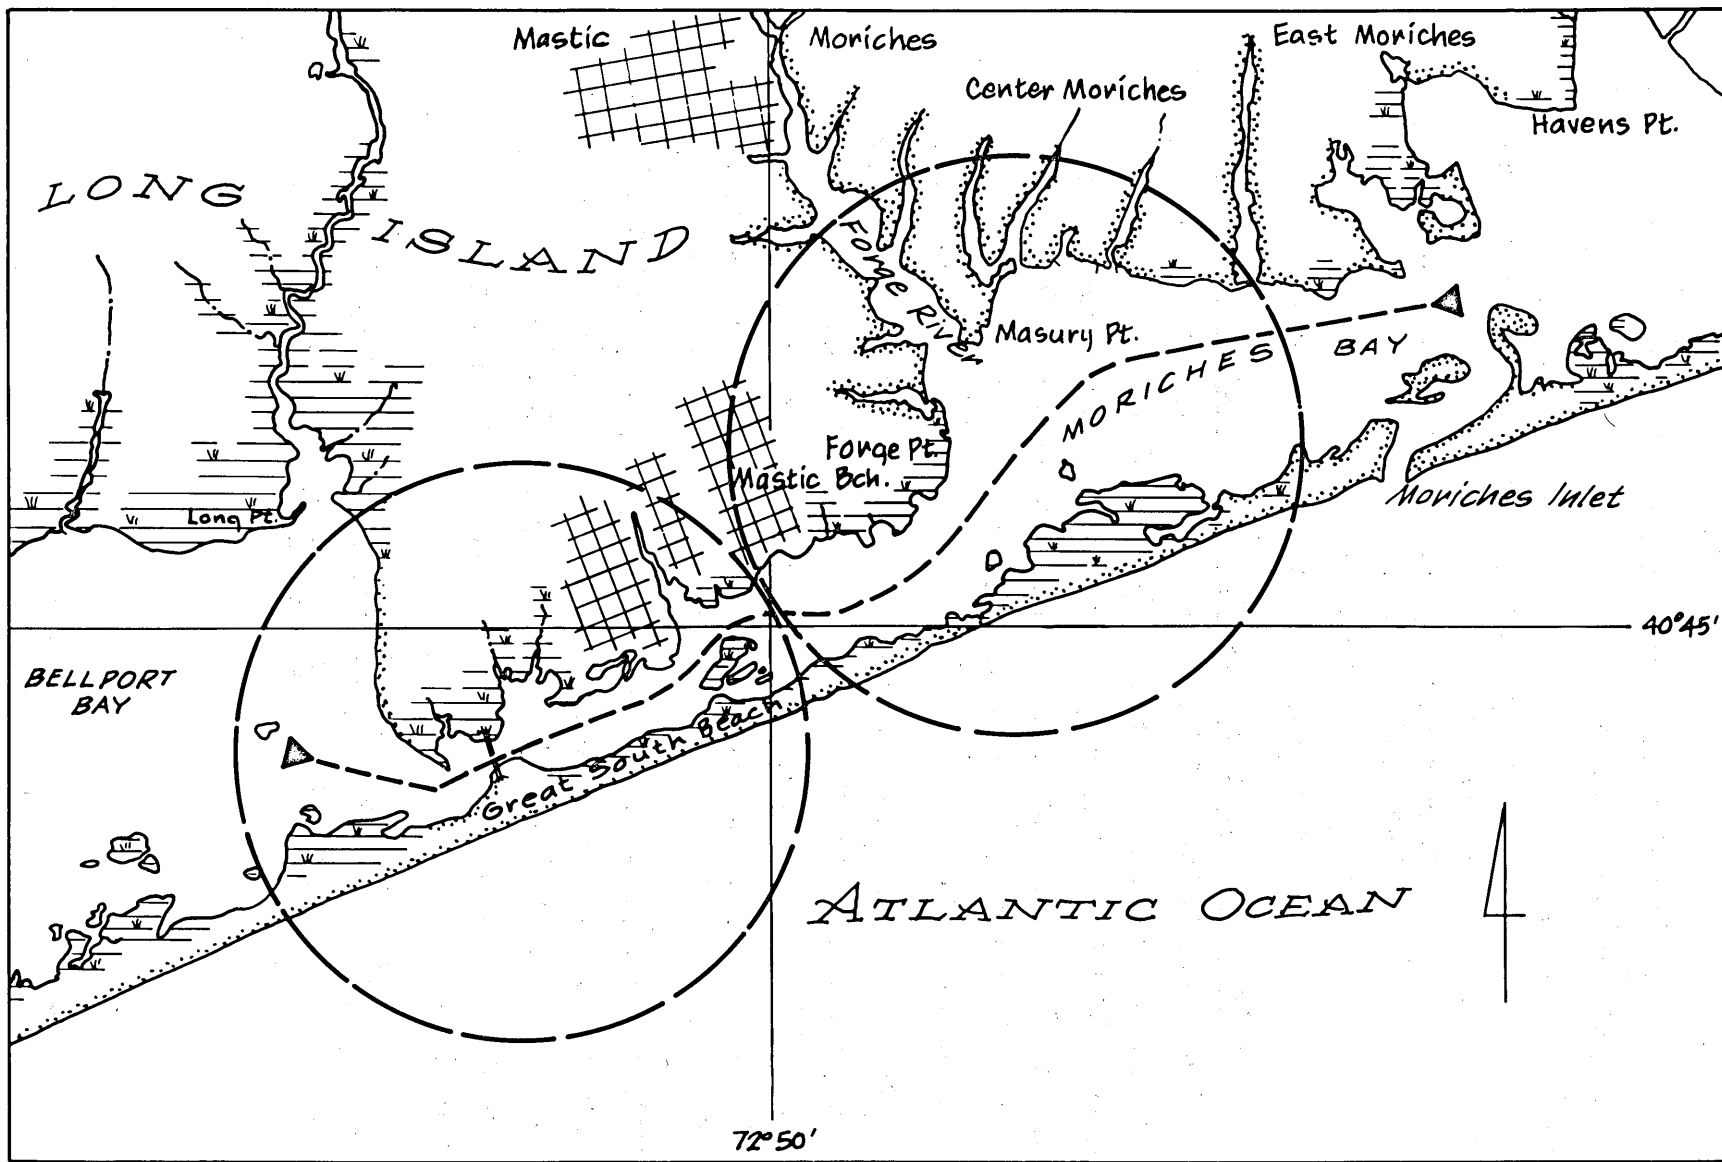 Mastic
Moriches
East Moriches
Center Moriches
Havens Pt.
LONG
ISLAND
Forge River
Masury Pt.
MORICHES
BAY
Forge Pt.
Mastic Bch.
Moriches Inlet
Long Pt.
40°45'
BELLPORT
BAY
Great South Beach
ATLANTIC OCEAN
72°50'